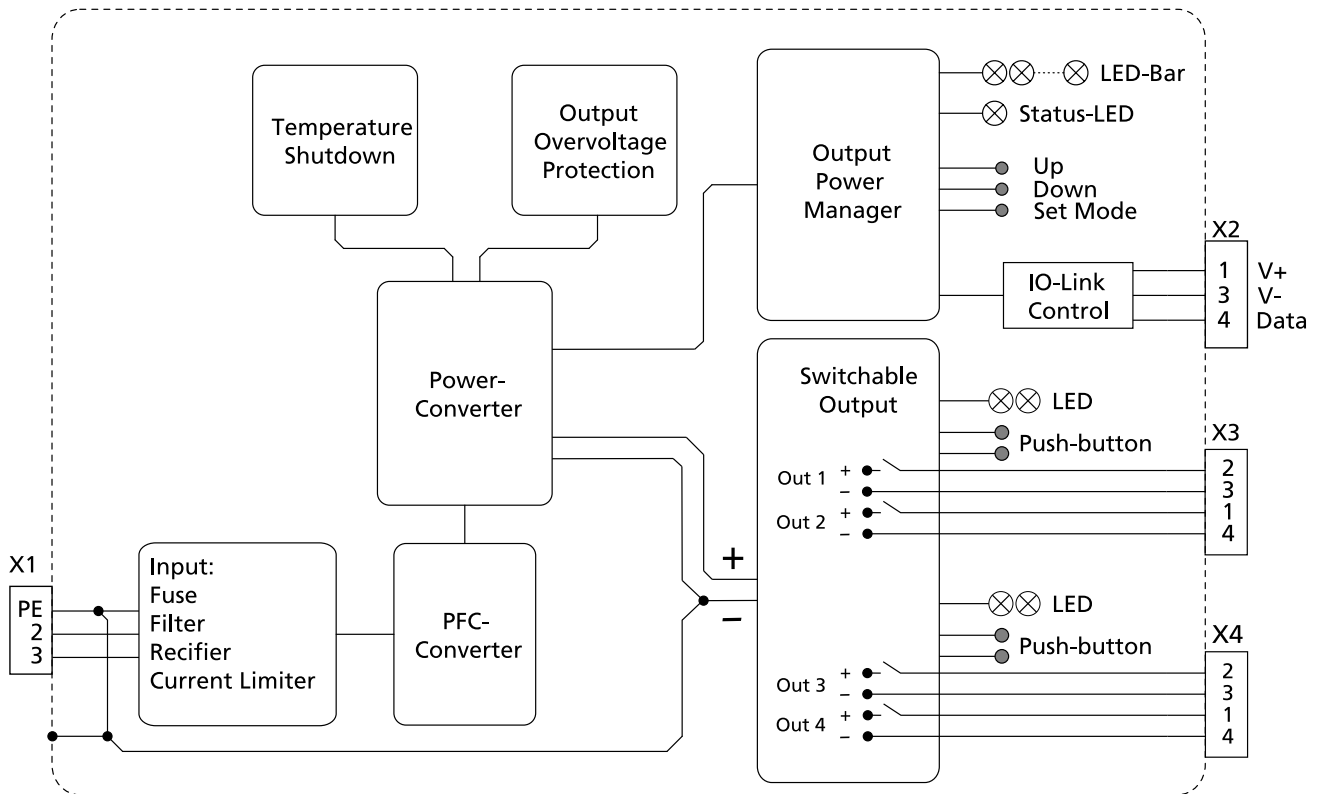 Temperature
Shutdown
Output
Overvoltage
Protection
Output
Power
Manager
LED-Bar
Status-LED
Up
Down
Set Mode
X2
IO-Link
Control
1 V+
3 V-
4 Data
Power-
Converter
Switchable
Output
LED
Push-button
X3
Out 1 + 2
– 3
Out 2 + 1
– 4
X1
PE
2
3
Input:
Fuse
Filter
Recifier
Current Limiter
PFC-
Converter
+
–
LED
Push-button
X4
Out 3 + 2
– 3
Out 4 + 1
– 4